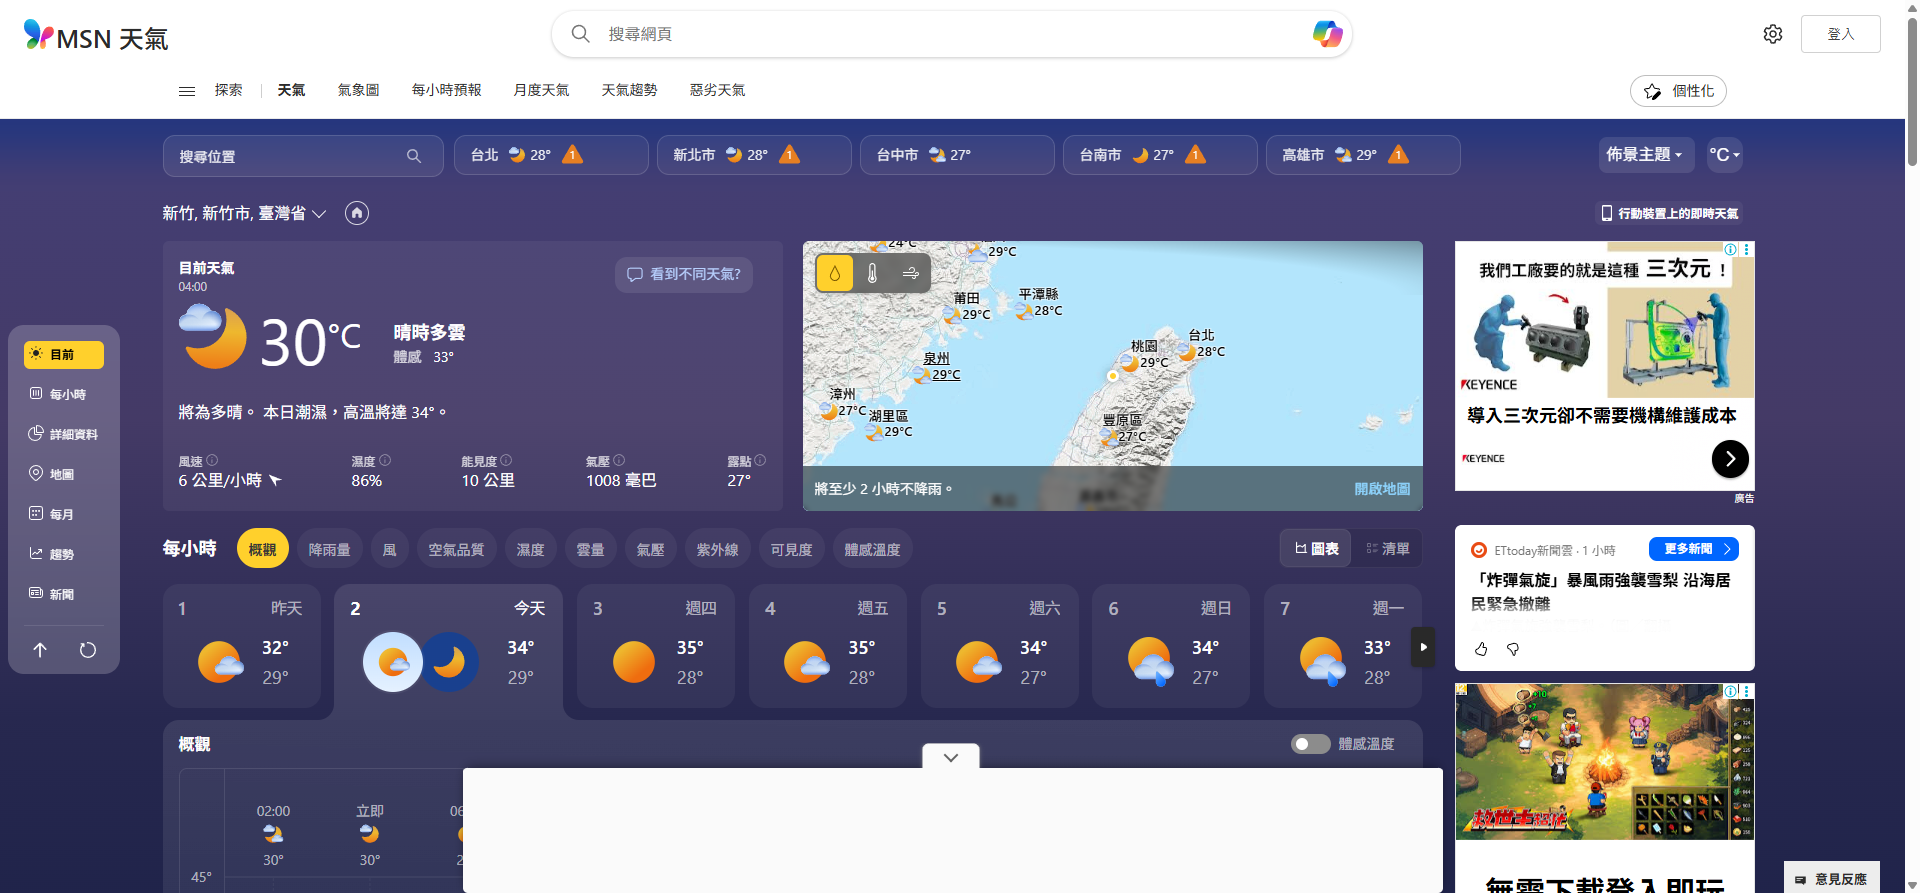 MSN 天氣
搜尋網頁
登入
探索
天氣
氣象圖
每小時預報
月度天氣
天氣趨勢
惡劣天氣
個性化
搜尋位置
台北 28° 1
新北市 28° 1
台中市 27°
台南市 27° 1
高雄市 29° 1
佈景主題
°C
新竹, 新竹市, 臺灣省
行動裝置上的即時天氣
目前天氣
04:00
看到不同天氣?
30°C
晴時多雲
體感 33°
將為多晴。 本日潮濕，高溫將達 34°。
風速
6 公里/小時
濕度
86%
能見度
10 公里
氣壓
1008 毫巴
露點
27°
24°C
29°C
莆田
29°C
平潭縣
28°C
泉州
29°C
漳州
27°C
湖里區
29°C
台北
28°C
桃園
29°C
豐原區
27°C
將至少 2 小時不降雨。
開啟地圖
目前
每小時
詳細資料
地圖
每月
趨勢
新聞
我們工廠要的就是這種 三次元！
KEYENCE
導入三次元卻不需要機構維護成本
KEYENCE
廣告
每小時
概觀
降雨量
風
空氣品質
濕度
雲量
氣壓
紫外線
可見度
體感溫度
圖表
清單
1 昨天
32°
29°
2 今天
34°
29°
3 週四
35°
28°
4 週五
35°
28°
5 週六
34°
27°
6 週日
34°
27°
7 週一
33°
28°
ETtoday新聞雲 · 1 小時
更多新聞
「炸彈氣旋」暴風雨強襲雪梨 沿海居
民緊急撤離
概觀
體感溫度
02:00
立即
30°
30°
45°
救世主
無需下載登入即玩
意見反應